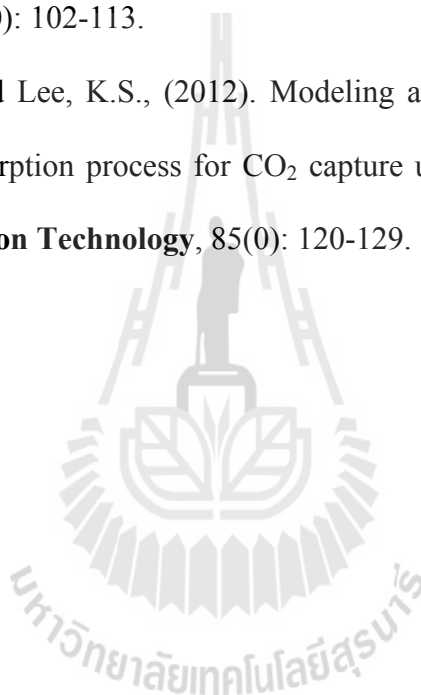 ): 102-113.
Lee, K.S., (2012). Modeling a
rption process for CO₂ capture u
on Technology, 85(0): 120-129.
มหาวิทยาลัยเทคโนโลยีสุรนารี